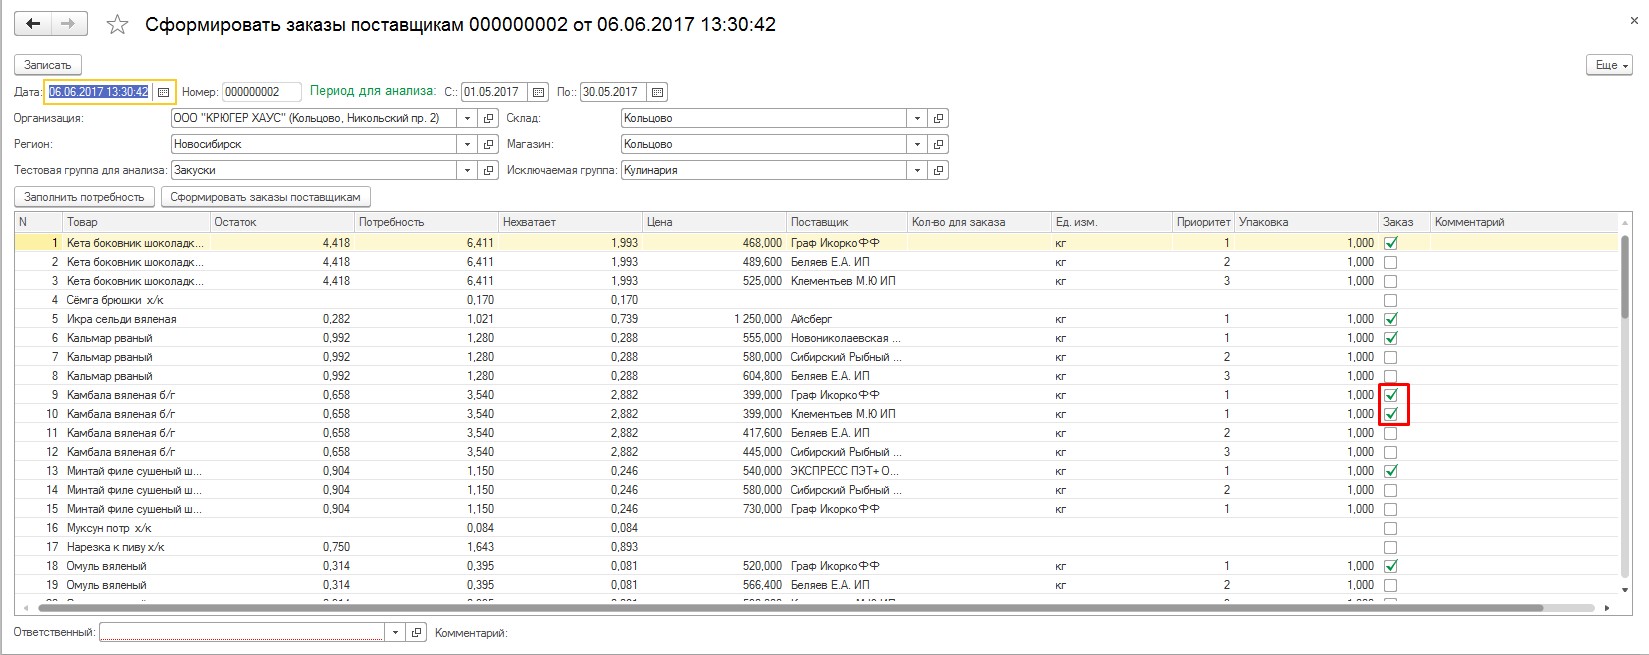 Сформировать заказы поставщикам 000000002 от 06.06.2017 13:30:42
Записать Еще
Дата: 06.06.2017 13:30:42 Номер: 000000002 Период для анализа: С:: 01.05.2017 По:: 30.05.2017
Организация: ООО "КРЮГЕР ХАУС" (Кольцово, Никольский пр. 2) Склад: Кольцово
Регион: Новосибирск Магазин: Кольцово
Тестовая группа для анализа: Закуски Исключаемая группа: Кулинария
Заполнить потребность Сформировать заказы поставщикам
N Товар Остаток Потребность Нехватает Цена Поставщик Кол-во для заказа Ед. изм. Приоритет Упаковка Заказ Комментарий
1 Кета боковник шоколадк... 4,418 6,411 1,993 468,000 Граф ИкоркоФФ кг 1 1,000
2 Кета боковник шоколадк... 4,418 6,411 1,993 489,600 Беляев Е.А. ИП кг 2 1,000
3 Кета боковник шоколадк... 4,418 6,411 1,993 525,000 Клементьев М.Ю ИП кг 3 1,000
4 Сёмга брюшки х/к 0,170 0,170
5 Икра сельди вяленая 0,282 1,021 0,739 1 250,000 Айсберг кг 1 1,000
6 Кальмар рваный 0,992 1,280 0,288 555,000 Новониколаевская ... кг 1 1,000
7 Кальмар рваный 0,992 1,280 0,288 580,000 Сибирский Рыбный ... кг 2 1,000
8 Кальмар рваный 0,992 1,280 0,288 604,800 Беляев Е.А. ИП кг 3 1,000
9 Камбала вяленая б/г 0,658 3,540 2,882 399,000 Граф ИкоркоФФ кг 1 1,000
10 Камбала вяленая б/г 0,658 3,540 2,882 399,000 Клементьев М.Ю ИП кг 1 1,000
11 Камбала вяленая б/г 0,658 3,540 2,882 417,600 Беляев Е.А. ИП кг 2 1,000
12 Камбала вяленая б/г 0,658 3,540 2,882 445,000 Сибирский Рыбный ... кг 3 1,000
13 Минтай филе сушеный ш... 0,904 1,150 0,246 540,000 ЭКСПРЕСС ПЭТ+ О... кг 1 1,000
14 Минтай филе сушеный ш... 0,904 1,150 0,246 580,000 Сибирский Рыбный ... кг 2 1,000
15 Минтай филе сушеный ш... 0,904 1,150 0,246 730,000 Граф ИкоркоФФ кг 1 1,000
16 Муксун потр х/к 0,084 0,084
17 Нарезка к пиву х/к 0,750 1,643 0,893
18 Омуль вяленый 0,314 0,395 0,081 520,000 Граф ИкоркоФФ кг 1 1,000
19 Омуль вяленый 0,314 0,395 0,081 566,400 Беляев Е.А. ИП кг 2 1,000
Ответственный: Комментарий: